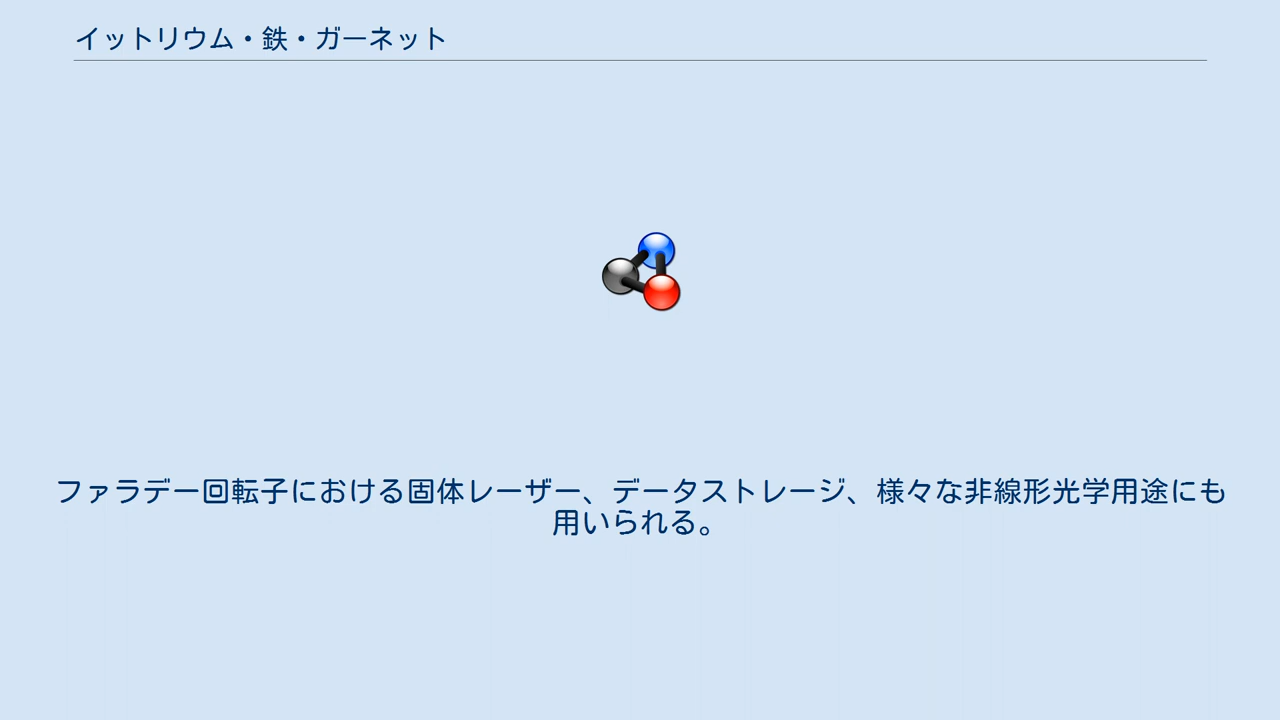 イットリウム・鉄・ガーネット
ファラデー回転子における固体レーザー、データストレージ、様々な非線形光学用途にも
用いられる。